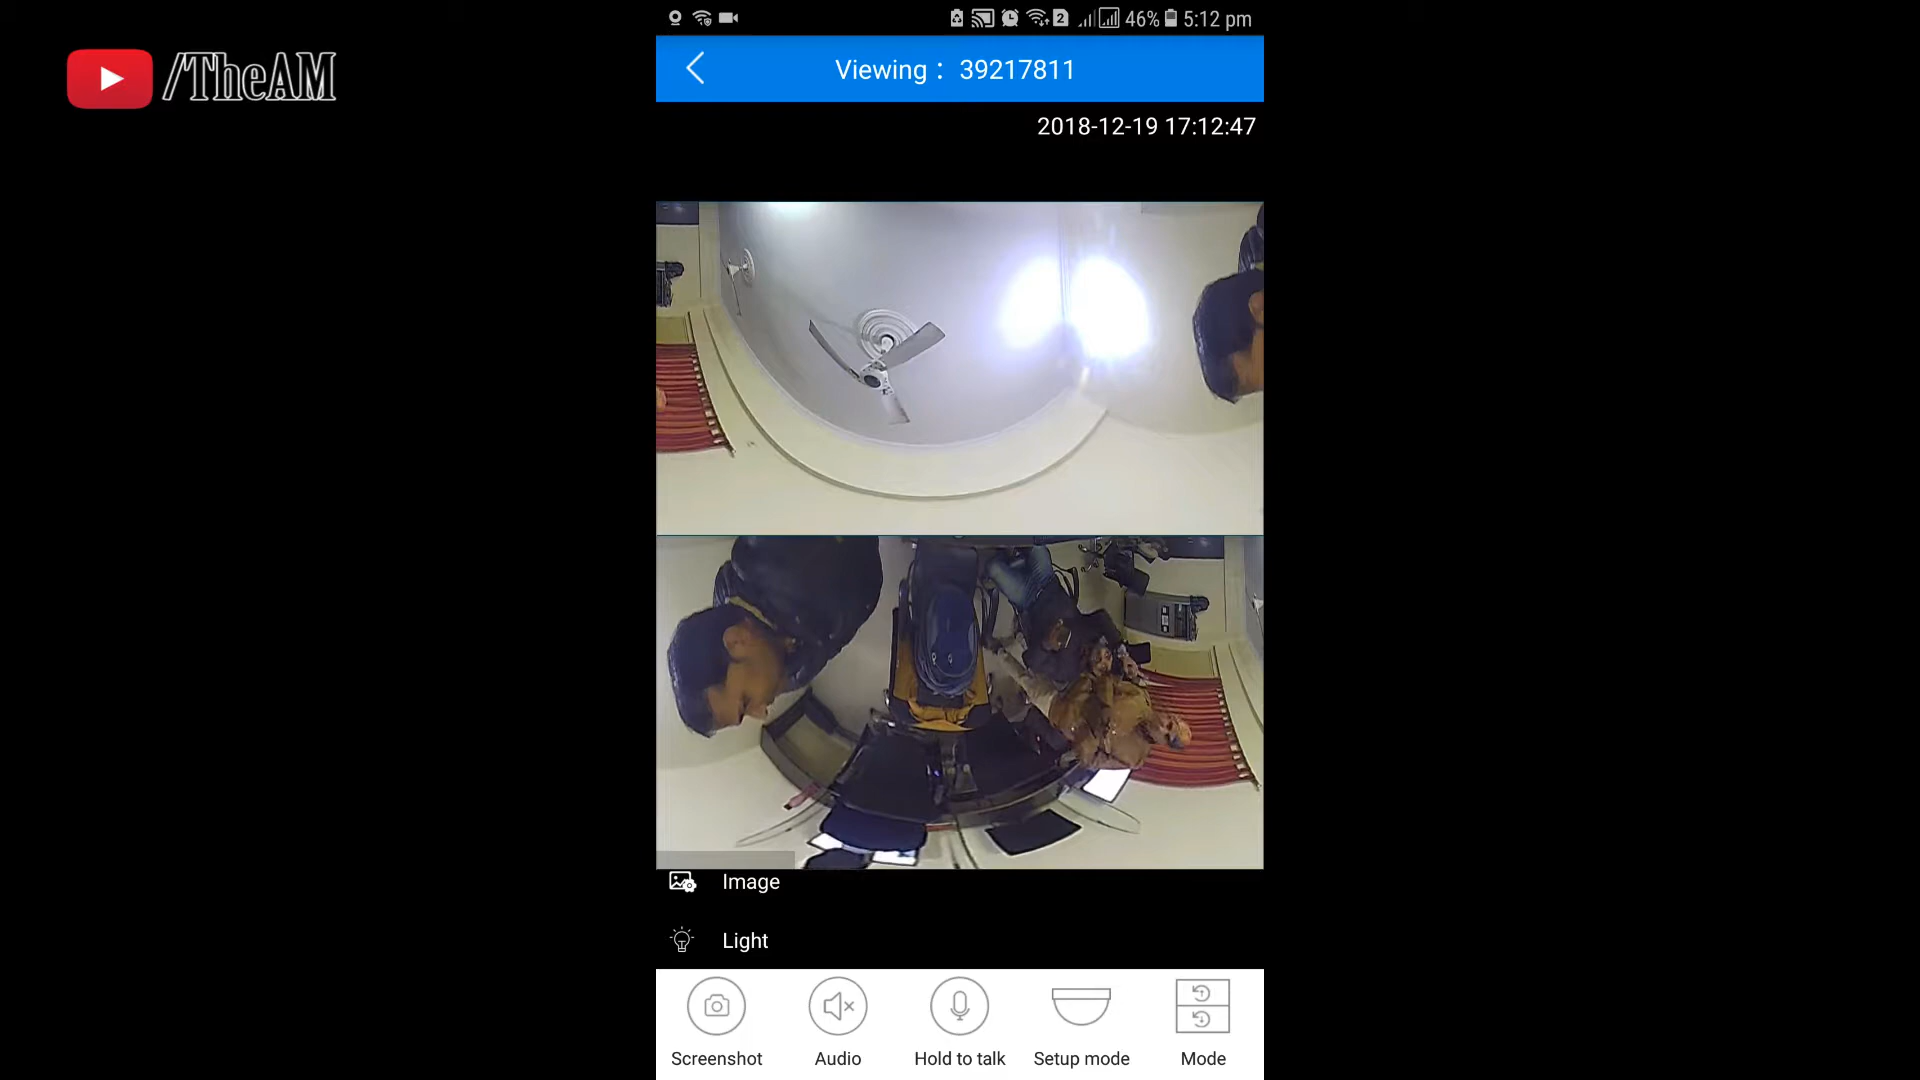 /TheAM
2 46% 5:12 pm
Viewing : 39217811
2018-12-19 17:12:47
Image
Light
Screenshot Audio Hold to talk Setup mode Mode